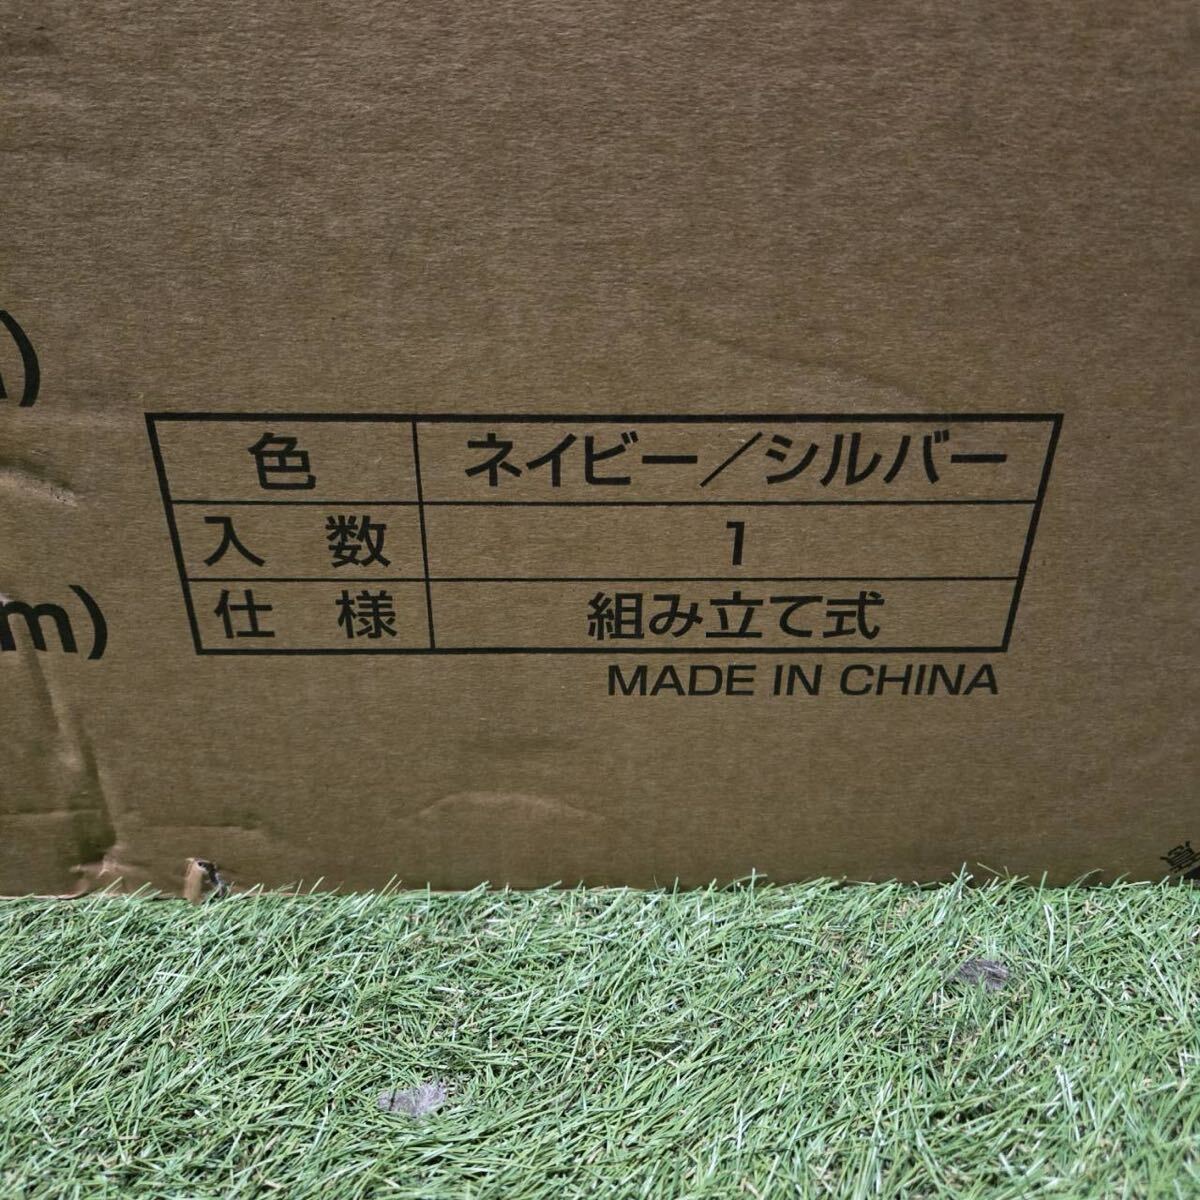 )
色 ネイビー／シルバー
入 数 1
m)
仕 様 組み立て式
MADE IN CHINA